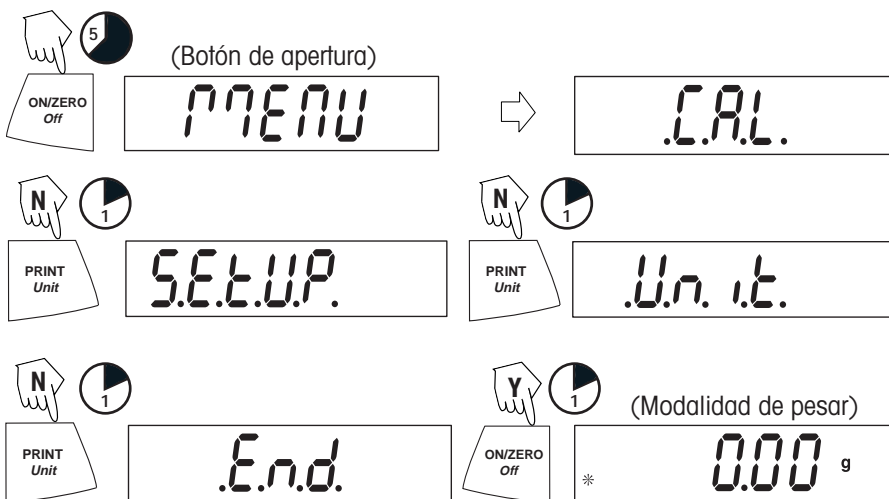 5
(Botón de apertura)
ON/ZERO
Off
MENU
.C.A.L.
N
1
PRINT
Unit
S.E.t.U.P.
N
1
PRINT
Unit
.U.n.i.t.
N
1
PRINT
Unit
.E.n.d.
Y
1
(Modalidad de pesar)
ON/ZERO
Off
* 0.00 g